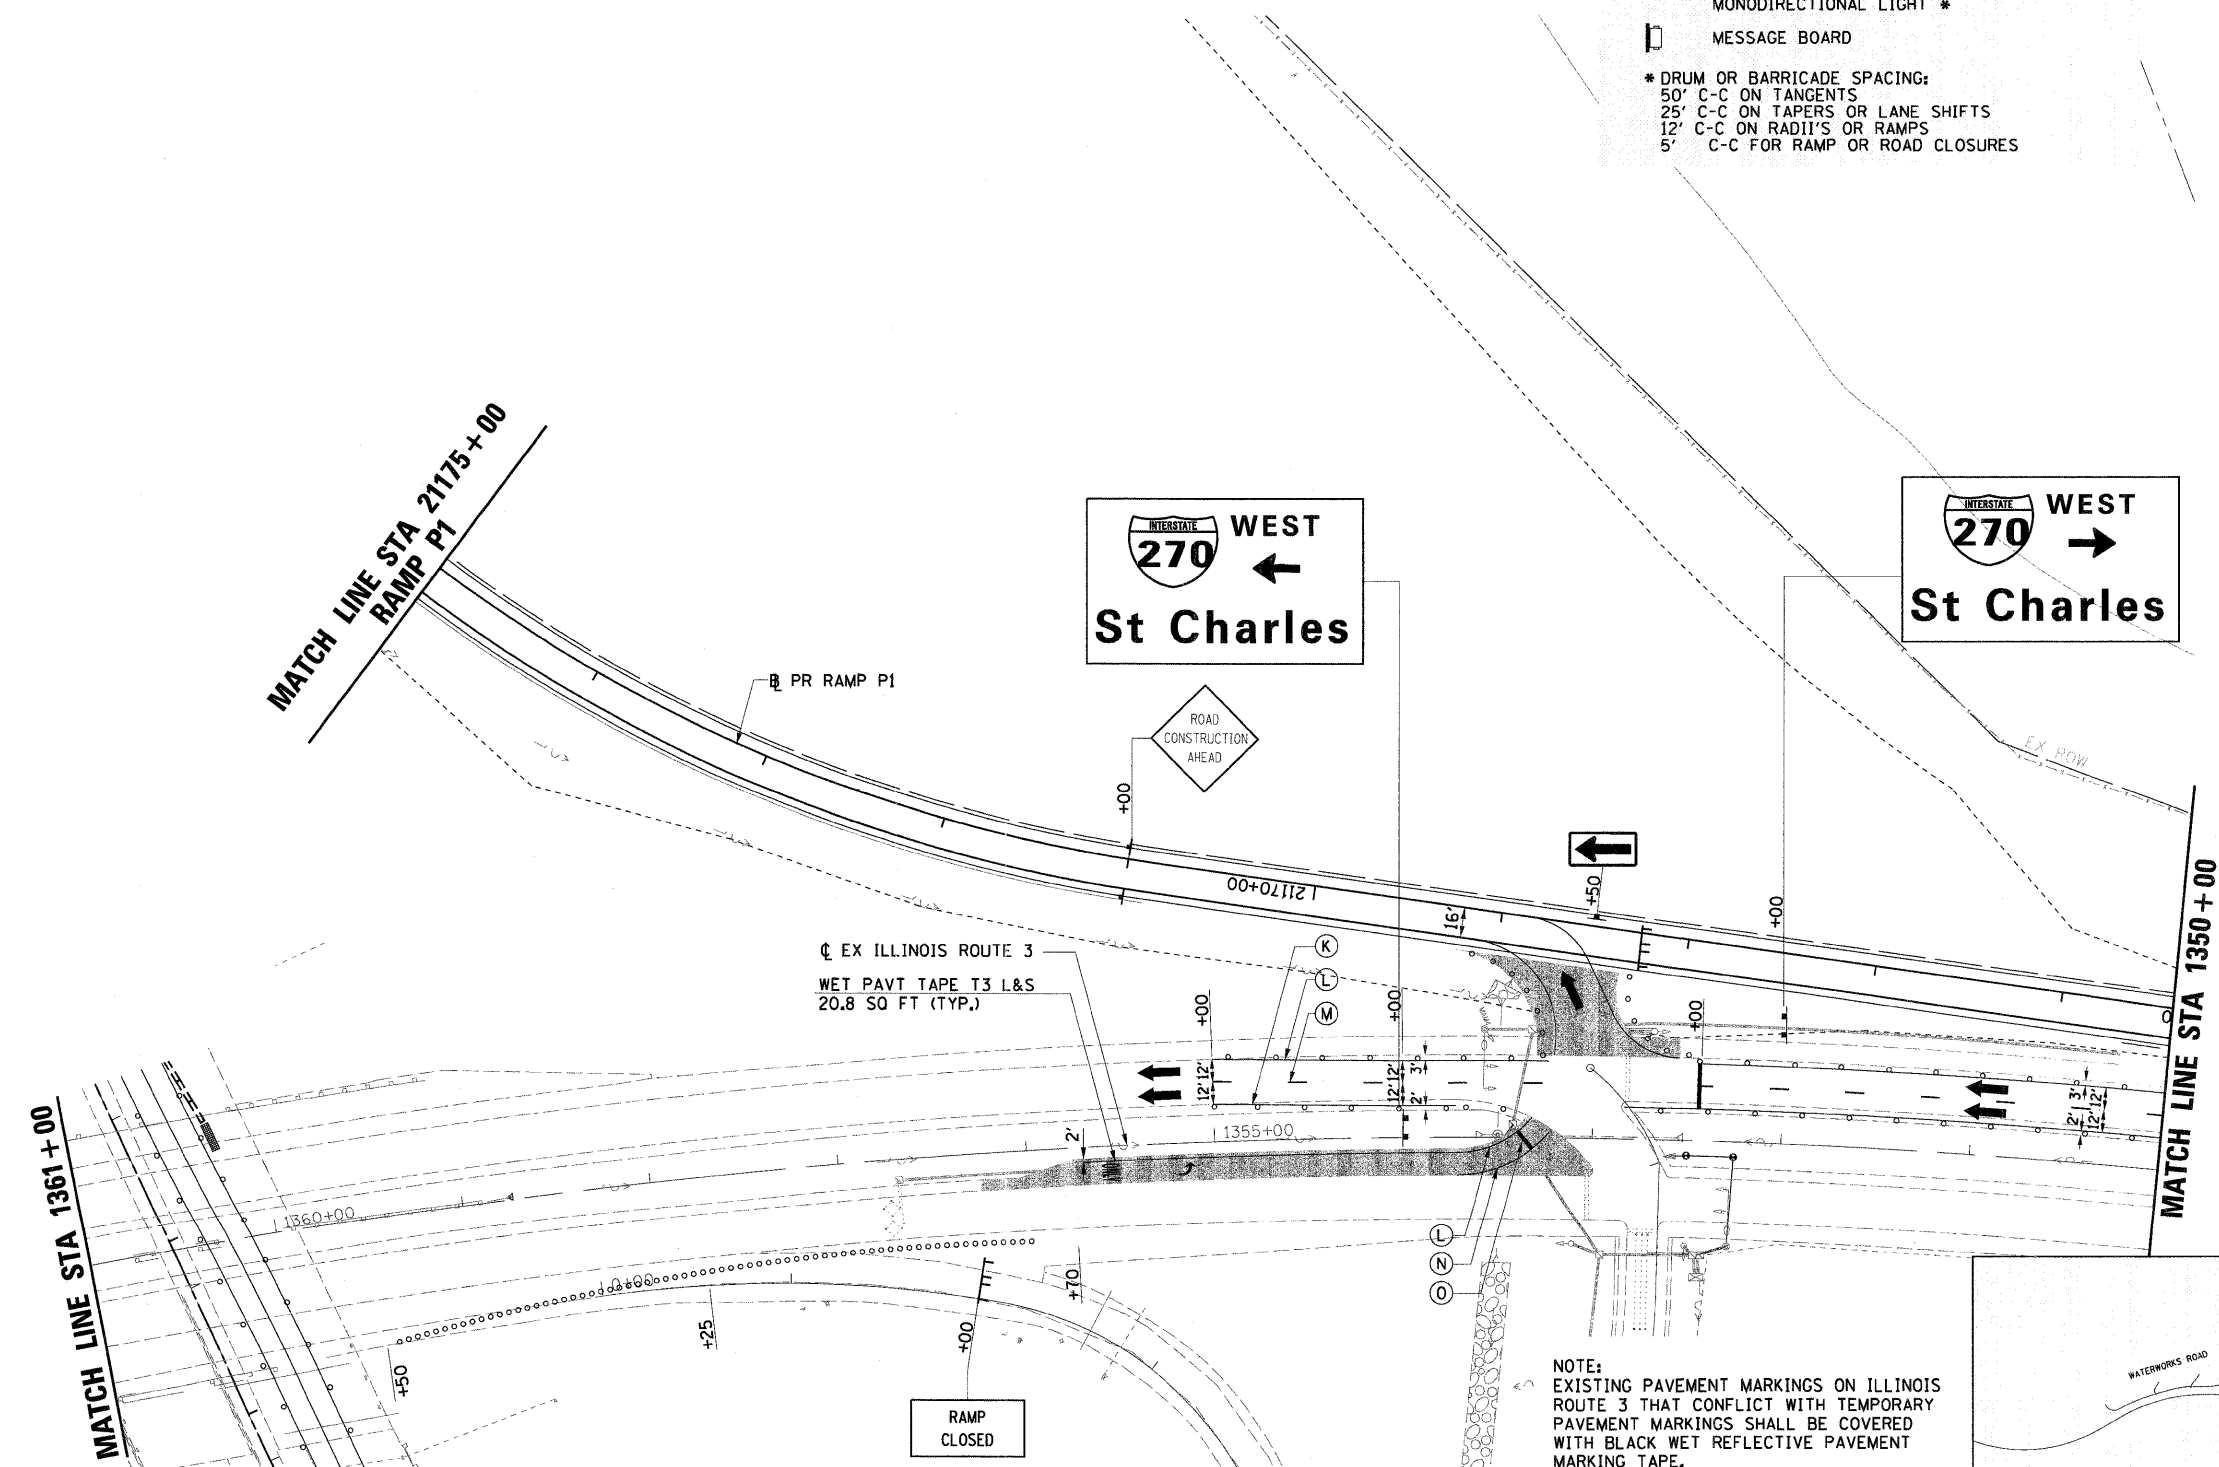 MONODIRECTIONAL LIGHT *
MESSAGE BOARD
* DRUM OR BARRICADE SPACING:
50' C-C ON TANGENTS
25' C-C ON TAPERS OR LANE SHIFTS
12' C-C ON RADII'S OR RAMPS
5' C-C FOR RAMP OR ROAD CLOSURES
MATCH LINE STA 21175+00
RAMP P1
INTERSTATE
270
WEST
St Charles
INTERSTATE
270
WEST
St Charles
PR RAMP P1
ROAD
CONSTRUCTION
AHEAD
+00
EX ROW
21170+00
16'
+50
+00
MATCH LINE STA 1350+00
℄ EX ILLINOIS ROUTE 3
WET PAVT TAPE T3 L&S
20.8 SQ FT (TYP.)
K
L
M
+00
+00
+00
12'12'
12'12'
3'
2'
3'
2'
12'12'
0
2'
1355+00
1360+00
MATCH LINE STA 1361+00
0+00
L
N
O
+70
+25
+00
+50
RAMP
CLOSED
NOTE:
EXISTING PAVEMENT MARKINGS ON ILLINOIS
ROUTE 3 THAT CONFLICT WITH TEMPORARY
PAVEMENT MARKINGS SHALL BE COVERED
WITH BLACK WET REFLECTIVE PAVEMENT
MARKING TAPE.
WATERWORKS ROAD